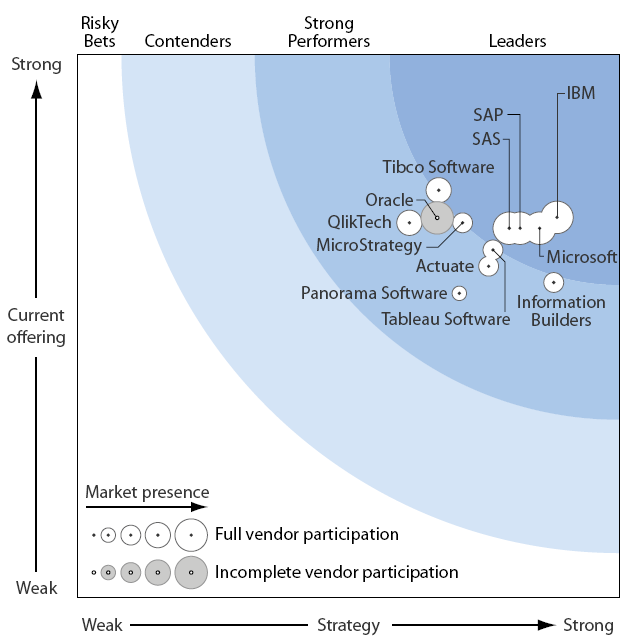 Risky
Bets
Contenders
Strong
Performers
Leaders
Strong
IBM
SAP
SAS
Tibco Software
Oracle
QlikTech
MicroStrategy
Microsoft
Actuate
Panorama Software
Information
Builders
Tableau Software
Current
offering
Market presence
Full vendor participation
Incomplete vendor participation
Weak
Weak
Strategy
Strong